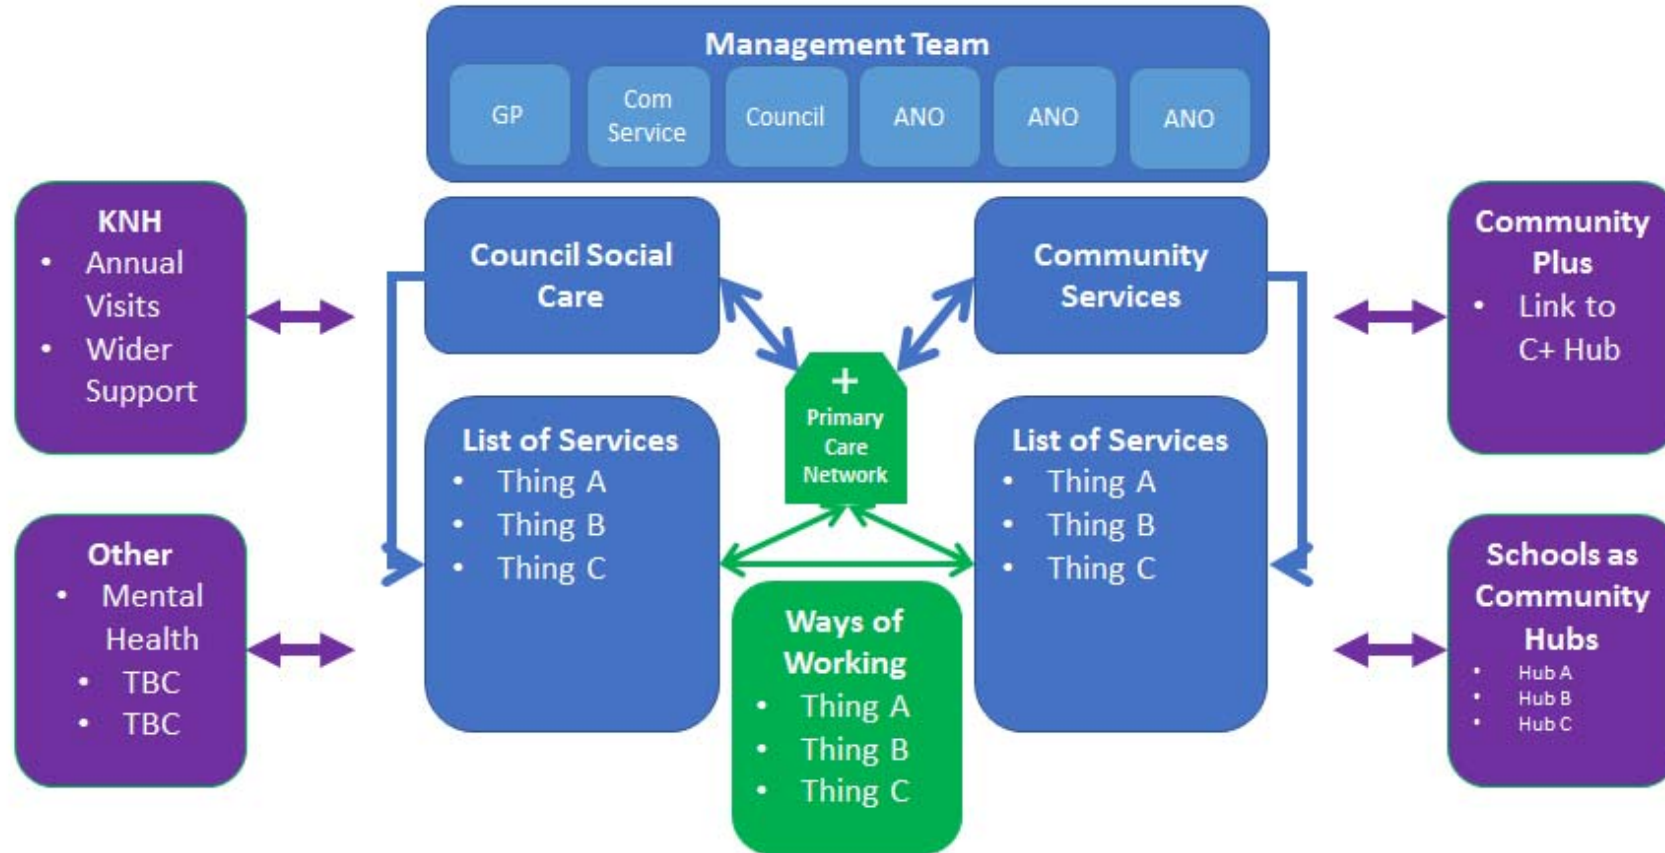 Management Team
GP
Com
Service
Council
ANO
ANO
ANO
KNH
• Annual
Visits
• Wider
Support
Council Social
Care
Community
Services
Community
Plus
• Link to
C+ Hub
+
Primary
Care
Network
List of Services
• Thing A
• Thing B
• Thing C
List of Services
• Thing A
• Thing B
• Thing C
Other
• Mental
Health
• TBC
• TBC
Ways of
Working
• Thing A
• Thing B
• Thing C
Schools as
Community
Hubs
• Hub A
• Hub B
• Hub C